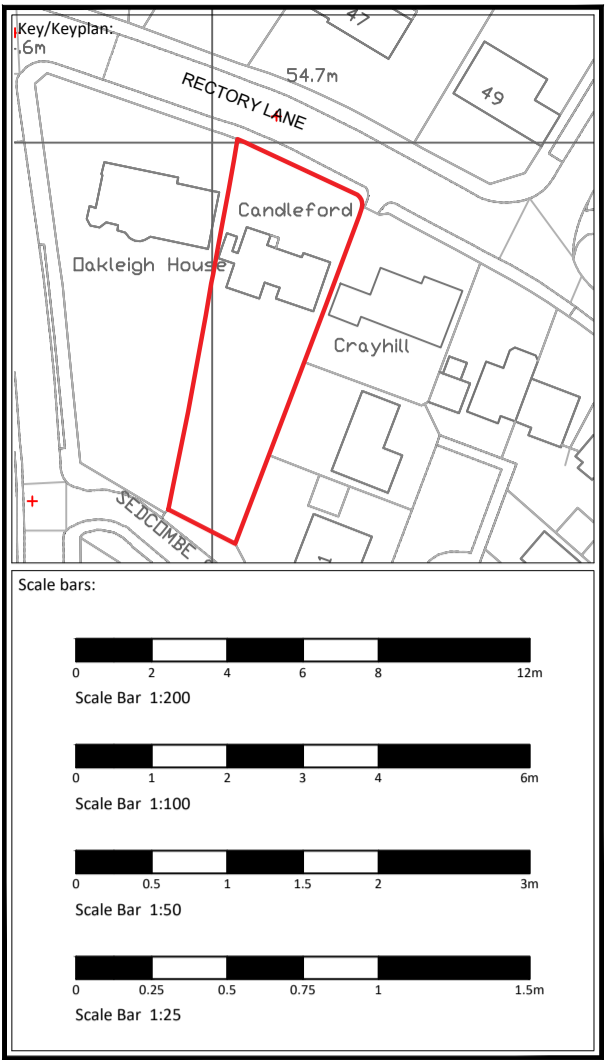 Key/Keyplan:
.6m
47
54.7m
RECTORY LANE
49
Candleford
Oakleigh House
Crayhill
SEDCOMBE
1
Scale bars:
0 2 4 6 8 12m
Scale Bar 1:200
0 1 2 3 4 6m
Scale Bar 1:100
0 0.5 1 1.5 2 3m
Scale Bar 1:50
0 0.25 0.5 0.75 1 1.5m
Scale Bar 1:25